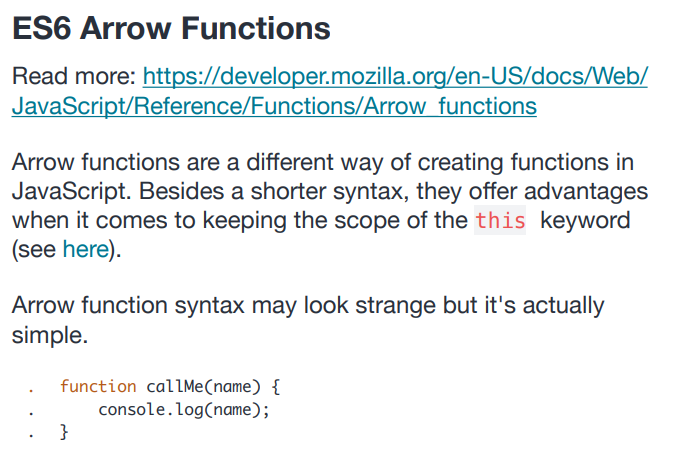 ES6 Arrow Functions
Read more: https://developer.mozilla.org/en-US/docs/Web/
JavaScript/Reference/Functions/Arrow_functions
Arrow functions are a different way of creating functions in
JavaScript. Besides a shorter syntax, they offer advantages
when it comes to keeping the scope of the this keyword
(see here).
Arrow function syntax may look strange but it's actually
simple.
. function callMe(name) {
. console.log(name);
. }